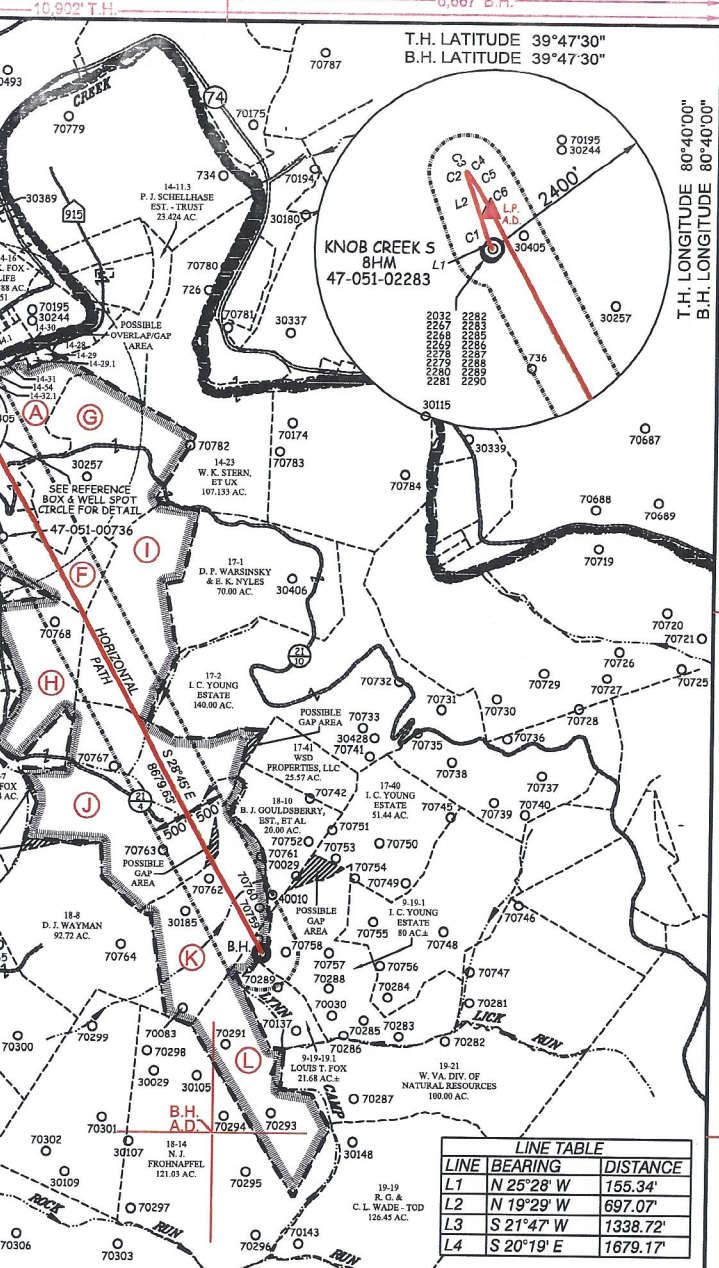 10,902' T.H.
6,667' B.H.
T.H. LATITUDE 39°47'30"
B.H. LATITUDE 39°47'30"
T.H. LONGITUDE 80°40'00"
B.H. LONGITUDE 80°40'00"
70787
CREEK
74
70779
70175
70195
30244
734
70194
14-11.3
P. J. SCHELLHASE
EST. - TRUST
23.424 AC.
30389
915
30180
C2
C4
C5
C6
L2
L.P.
A.D.
C1
L1
2400'
30405
KNOB CREEK S
8HM
47-051-02283
70780
726
2032 2282
2267 2283
2268 2285
2269 2286
2278 2287
2279 2288
2280 2289
2281 2290
30257
736
70195
30244
14-30
70781
30337
POSSIBLE
OVERLAP/GAP
AREA
14-28
14-29
14-29.1
14-31
14-54
14-32.1
A
G
30115
70174
70782
70783
30339
70687
14-23
W. K. STERN,
ET UX
107.133 AC.
70784
30257
SEE REFERENCE
BOX & WELL SPOT
CIRCLE FOR DETAIL
47-051-00736
70688
70689
70719
I
17-1
D. P. WARSINSKY
& E. K. NYLES
70.00 AC.
30406
F
70768
70720
70721
HORIZONTAL
PATH
21
10
70726
70725
H
17-2
I. C. YOUNG
ESTATE
140.00 AC.
70732
70729
70727
70731
70730
70728
POSSIBLE
GAP AREA
70733
30428
70741
70735
70736
17-41
WSD
PROPERTIES, LLC
25.57 AC.
70767
S 28°45' E
8679.63'
70738
70737
17-40
I. C. YOUNG
ESTATE
51.44 AC.
21
4
J
500'
500'
18-10
B. J. GOULDSBERRY,
EST., ET AL
20.00 AC.
70742
70745
70739
70740
70751
70752
70750
70763
POSSIBLE
GAP
AREA
70761
70753
70029
70754
70762
70749
40010
70760
70759
POSSIBLE
GAP
AREA
9-19-1
I. C. YOUNG
ESTATE
80 AC.±
70746
30185
18-8
D. J. WAYMAN
92.72 AC.
70755
70748
70764
B.H.
K
70758
70757
70756
70747
70289
70288
70284
LYNN
70030
70281
70137
LICK
RUN
70083
70285
70283
70286
70282
70300
70299
70298
70291
L
9-19-19.1
LOUIS T. FOX
21.68 AC.±
19-21
W. VA. DIV. OF
NATURAL RESOURCES
100.00 AC.
30029
30105
CAMP
70287
B.H.
A.D.
70301
70294
70293
30107
18-14
N. J.
FROHNAPFEL
121.03 AC.
30148
70302
30109
70295
19-19
R. G. &
C. L. WADE - TOD
126.45 AC.
ROCK
RUN
70297
70306
70303
70296
70143
RUN
LINE TABLE
LINE BEARING DISTANCE
L1 N 25°28' W 155.34'
L2 N 19°29' W 697.07'
L3 S 21°47' W 1338.72'
L4 S 20°19' E 1679.17'